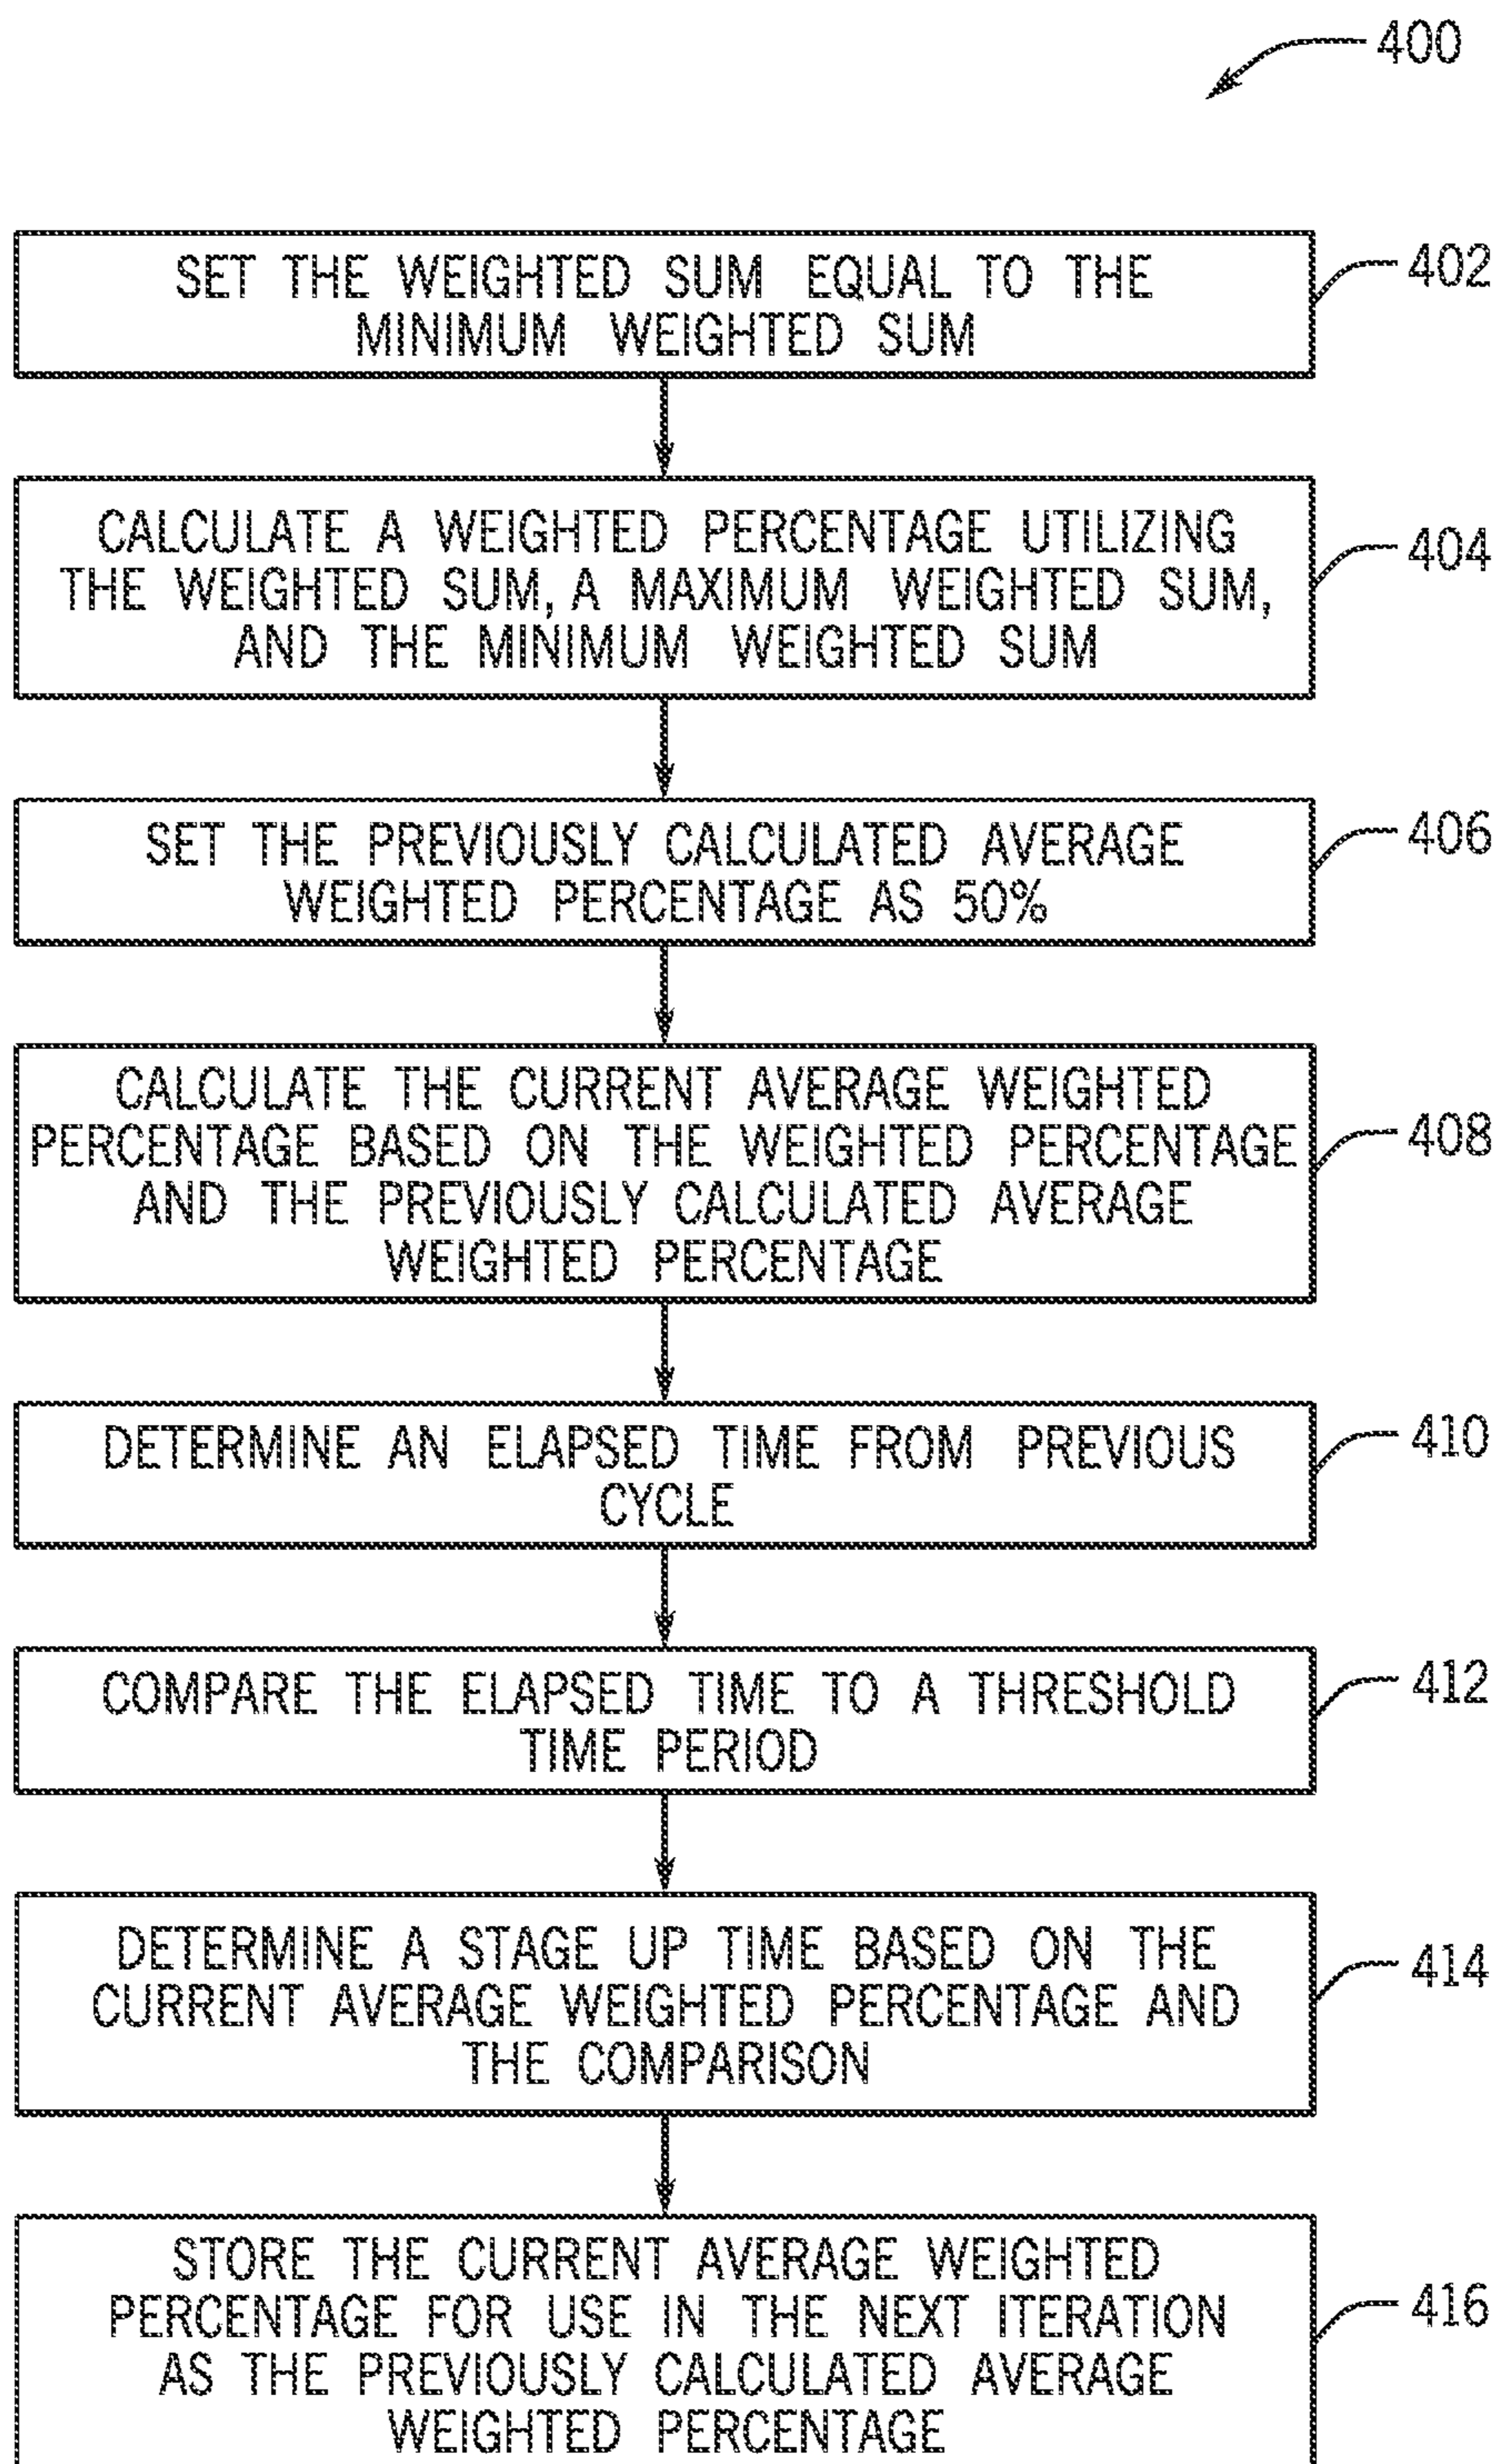 400
SET THE WEIGHTED SUM EQUAL TO THE
MINIMUM WEIGHTED SUM
402
CALCULATE A WEIGHTED PERCENTAGE UTILIZING
THE WEIGHTED SUM, A MAXIMUM WEIGHTED SUM,
AND THE MINIMUM WEIGHTED SUM
404
SET THE PREVIOUSLY CALCULATED AVERAGE
WEIGHTED PERCENTAGE AS 50%
406
CALCULATE THE CURRENT AVERAGE WEIGHTED
PERCENTAGE BASED ON THE WEIGHTED PERCENTAGE
AND THE PREVIOUSLY CALCULATED AVERAGE
WEIGHTED PERCENTAGE
408
DETERMINE AN ELAPSED TIME FROM PREVIOUS
CYCLE
410
COMPARE THE ELAPSED TIME TO A THRESHOLD
TIME PERIOD
412
DETERMINE A STAGE UP TIME BASED ON THE
CURRENT AVERAGE WEIGHTED PERCENTAGE AND
THE COMPARISON
414
STORE THE CURRENT AVERAGE WEIGHTED
PERCENTAGE FOR USE IN THE NEXT ITERATION
AS THE PREVIOUSLY CALCULATED AVERAGE
WEIGHTED PERCENTAGE
416